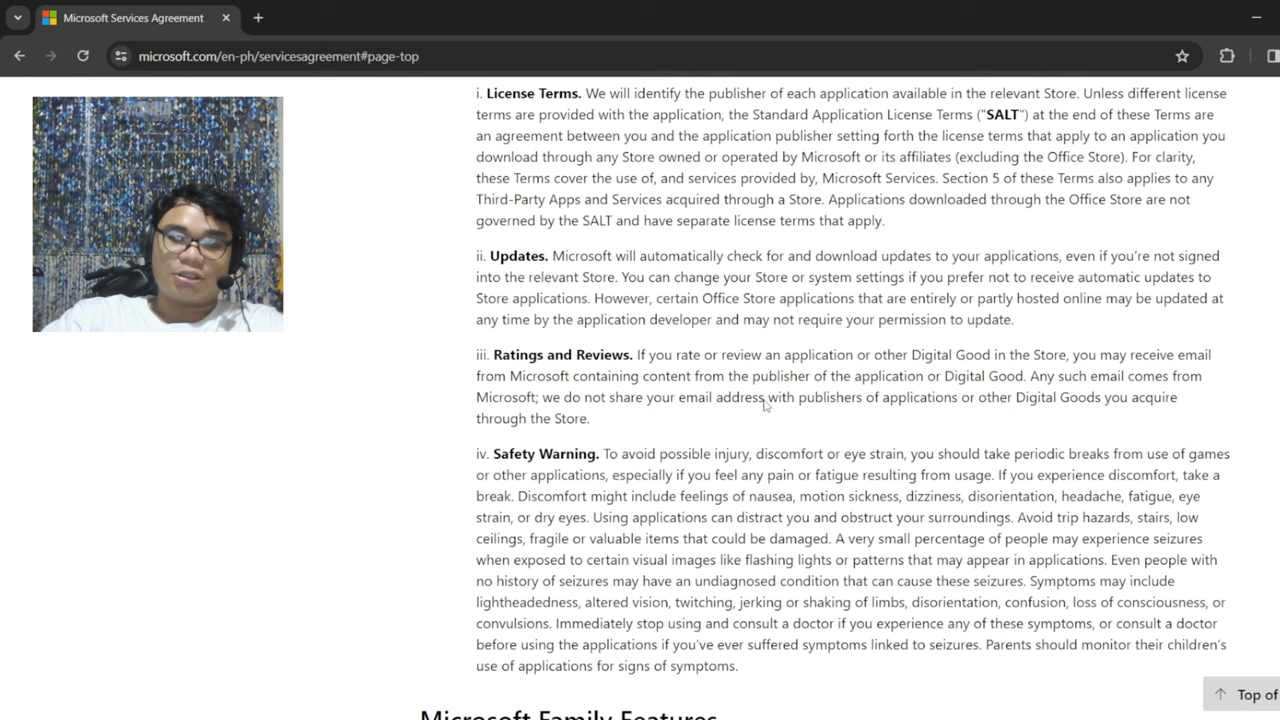 Microsoft Services Agreement
microsoft.com/en-ph/servicesagreement#page-top
i. License Terms. We will identify the publisher of each application available in the relevant Store. Unless different license
terms are provided with the application, the Standard Application License Terms ("SALT") at the end of these Terms are
an agreement between you and the application publisher setting forth the license terms that apply to an application you
download through any Store owned or operated by Microsoft or its affiliates (excluding the Office Store). For clarity,
these Terms cover the use of, and services provided by, Microsoft Services. Section 5 of these Terms also applies to any
Third-Party Apps and Services acquired through a Store. Applications downloaded through the Office Store are not
governed by the SALT and have separate license terms that apply.
ii. Updates. Microsoft will automatically check for and download updates to your applications, even if you’re not signed
into the relevant Store. You can change your Store or system settings if you prefer not to receive automatic updates to
Store applications. However, certain Office Store applications that are entirely or partly hosted online may be updated at
any time by the application developer and may not require your permission to update.
iii. Ratings and Reviews. If you rate or review an application or other Digital Good in the Store, you may receive email
from Microsoft containing content from the publisher of the application or Digital Good. Any such email comes from
Microsoft; we do not share your email address with publishers of applications or other Digital Goods you acquire
through the Store.
iv. Safety Warning. To avoid possible injury, discomfort or eye strain, you should take periodic breaks from use of games
or other applications, especially if you feel any pain or fatigue resulting from usage. If you experience discomfort, take a
break. Discomfort might include feelings of nausea, motion sickness, dizziness, disorientation, headache, fatigue, eye
strain, or dry eyes. Using applications can distract you and obstruct your surroundings. Avoid trip hazards, stairs, low
ceilings, fragile or valuable items that could be damaged. A very small percentage of people may experience seizures
when exposed to certain visual images like flashing lights or patterns that may appear in applications. Even people with
no history of seizures may have an undiagnosed condition that can cause these seizures. Symptoms may include
lightheadedness, altered vision, twitching, jerking or shaking of limbs, disorientation, confusion, loss of consciousness, or
convulsions. Immediately stop using and consult a doctor if you experience any of these symptoms, or consult a doctor
before using the applications if you’ve ever suffered symptoms linked to seizures. Parents should monitor their children’s
use of applications for signs of symptoms.
Top of
Microsoft Family Features